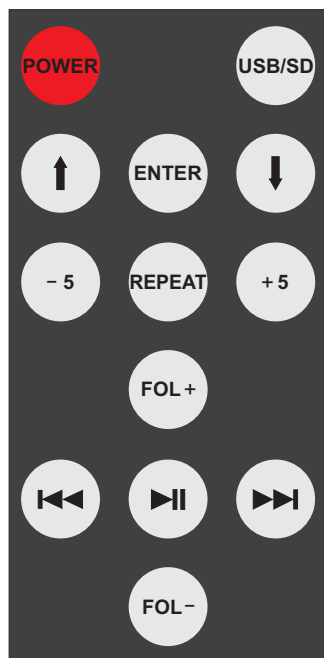 POWER USB/SD
ENTER
− 5 REPEAT + 5
FOL +
FOL −